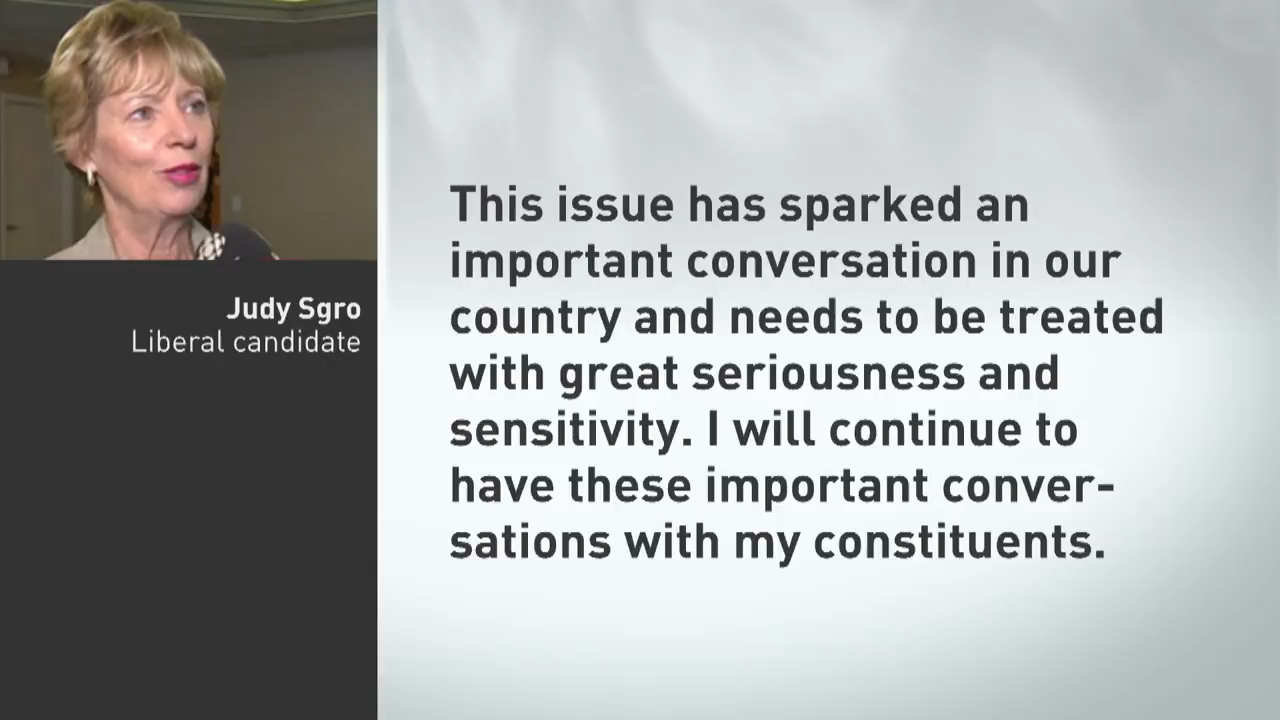 Judy Sgro
Liberal candidate
This issue has sparked an
important conversation in our
country and needs to be treated
with great seriousness and
sensitivity. I will continue to
have these important conver-
sations with my constituents.